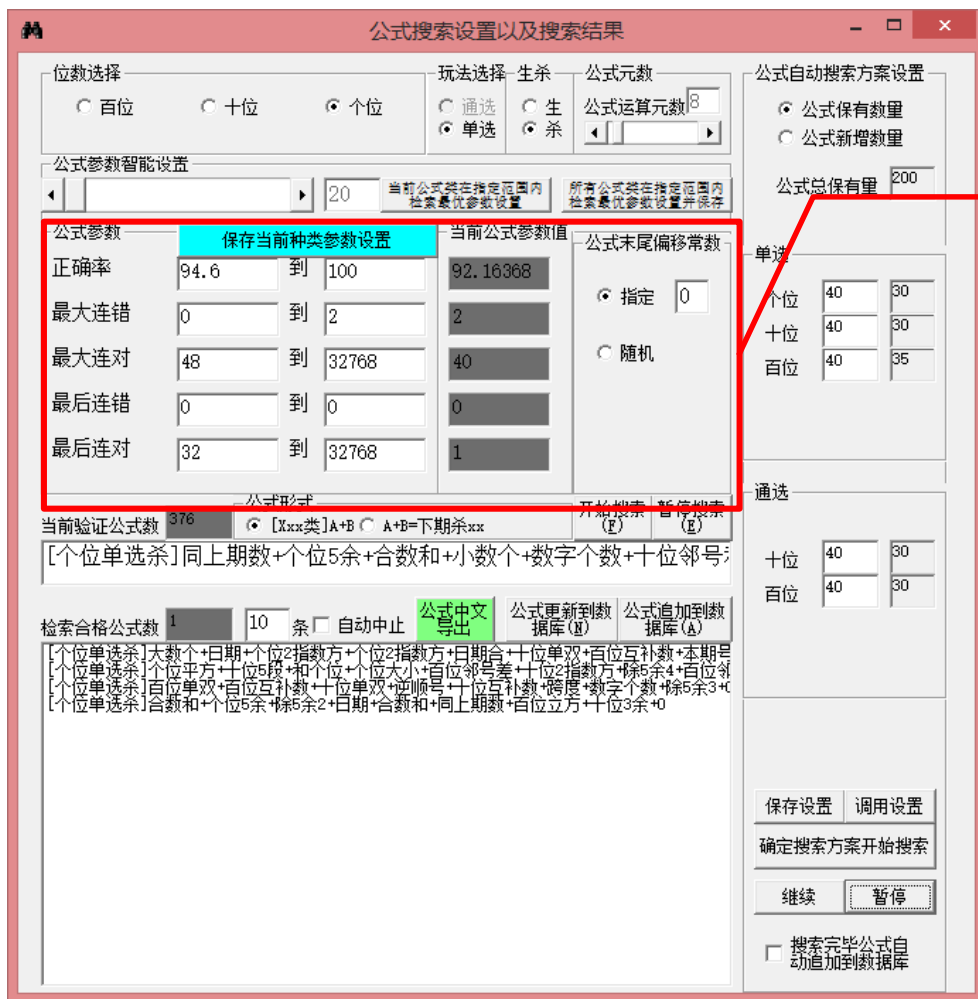 公式搜索设置以及搜索结果
位数选择
百位
十位
个位
玩法选择
通选
单选
生杀
生
杀
公式元数
公式运算元数
8
公式自动搜索方案设置
公式保有数量
公式新增数量
公式总保有量
200
公式参数智能设置
20
当前公式类在指定范围内
检索最优参数设置
所有公式类在指定范围内
检索最优参数设置并保存
公式参数
保存当前种类参数设置
当前公式参数值
正确率
94.6
到
100
92.16368
最大连错
0
到
2
2
最大连对
48
到
32768
40
最后连错
0
到
0
0
最后连对
32
到
32768
1
公式末尾偏移常数
指定
0
随机
单选
个位
40
30
十位
40
30
百位
40
35
通选
十位
40
30
百位
40
30
当前验证公式数
376
公式形式
[Xxx类]A+B
A+B=下期杀xx
开始搜索
(F)
暂停搜索
(E)
[个位单选杀]同上期数+个位5余+合数和+小数个+数字个数+十位邻号
检索合格公式数
1
10
条
自动中止
公式中文
导出
公式更新到数
据库(N)
公式追加到数
据库(A)
[个位单选杀]大数个+日期+个位2指数方+个位2指数方+日期合+十位单双+百位互补数+本期号
[个位单选杀]个位平方+十位5段+和个位+个位大小+百位邻号差+十位2指数方+除5余4+百位邻
[个位单选杀]百位单双+百位互补数+十位单双+逆顺号+十位互补数+跨度+数字个数+除5余3+0
[个位单选杀]合数和+个位5余+除5余2+日期+合数和+同上期数+百位立方+十位3余+0
保存设置
调用设置
确定搜索方案开始搜索
继续
暂停
搜索完毕公式自
动追加到数据库